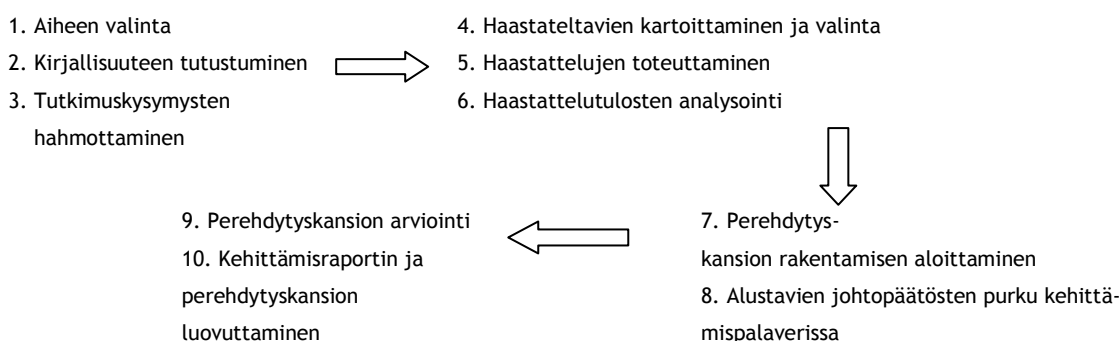 1. Aiheen valinta
2. Kirjallisuuteen tutustuminen
3. Tutkimuskysymysten
hahmottaminen
4. Haastateltavien kartoittaminen ja valinta
5. Haastattelujen toteuttaminen
6. Haastattelutulosten analysointi
7. Perehdytys-
kansion rakentamisen aloittaminen
8. Alustavien johtopäätösten purku kehittä-
mispalaverissa
9. Perehdytyskansion arviointi
10. Kehittämisraportin ja
perehdytyskansion
luovuttaminen